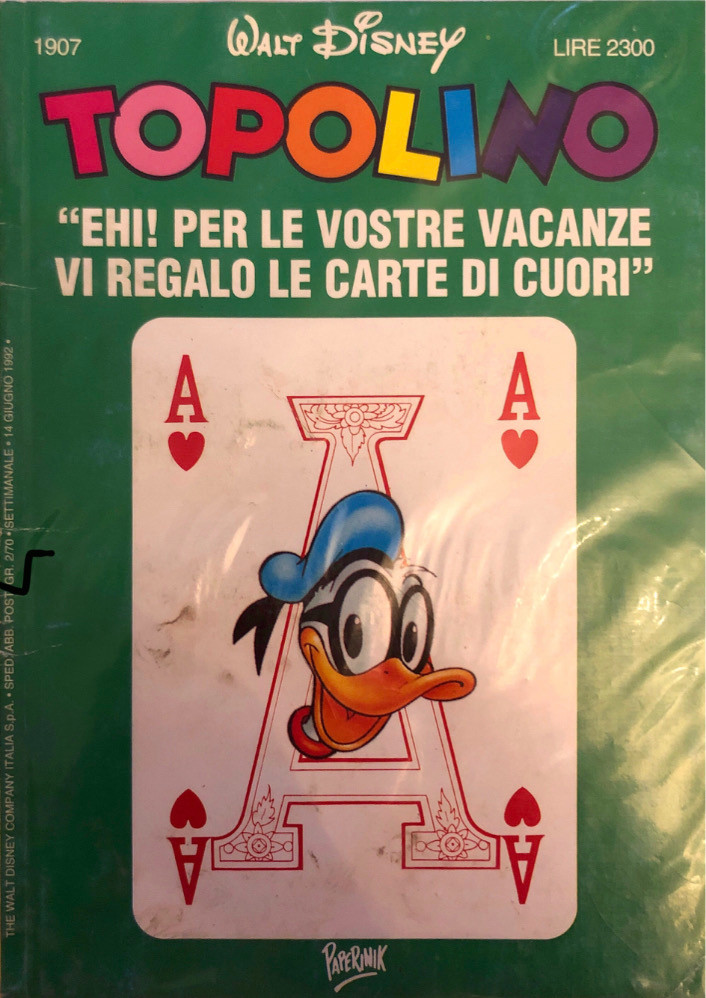 1907
WALT DISNEY
LIRE 2300
TOPOLINO
“EHI! PER LE VOSTRE VACANZE
VI REGALO LE CARTE DI CUORI”
A
A
A
A
A
PAPERINIK
THE WALT DISNEY COMPANY ITALIA S.p.A. • SPED. ABB. POST. GR. 2/70 • SETTIMANALE • 14 GIUGNO 1992 •